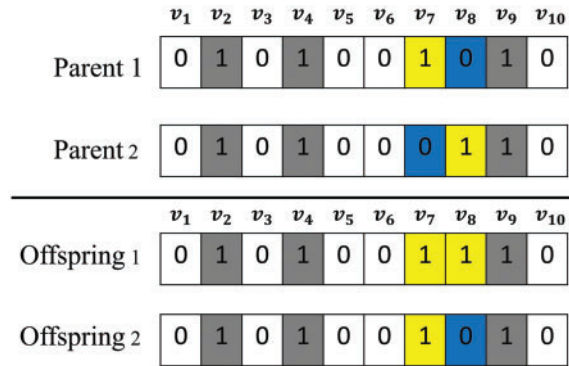 v₁ v₂ v₃ v₄ v₅ v₆ v₇ v₈ v₉ v₁₀
Parent 1 0 1 0 1 0 0 1 0 1 0
Parent 2 0 1 0 1 0 0 0 1 1 0
v₁ v₂ v₃ v₄ v₅ v₆ v₇ v₈ v₉ v₁₀
Offspring 1 0 1 0 1 0 0 1 1 1 0
Offspring 2 0 1 0 1 0 0 1 0 1 0